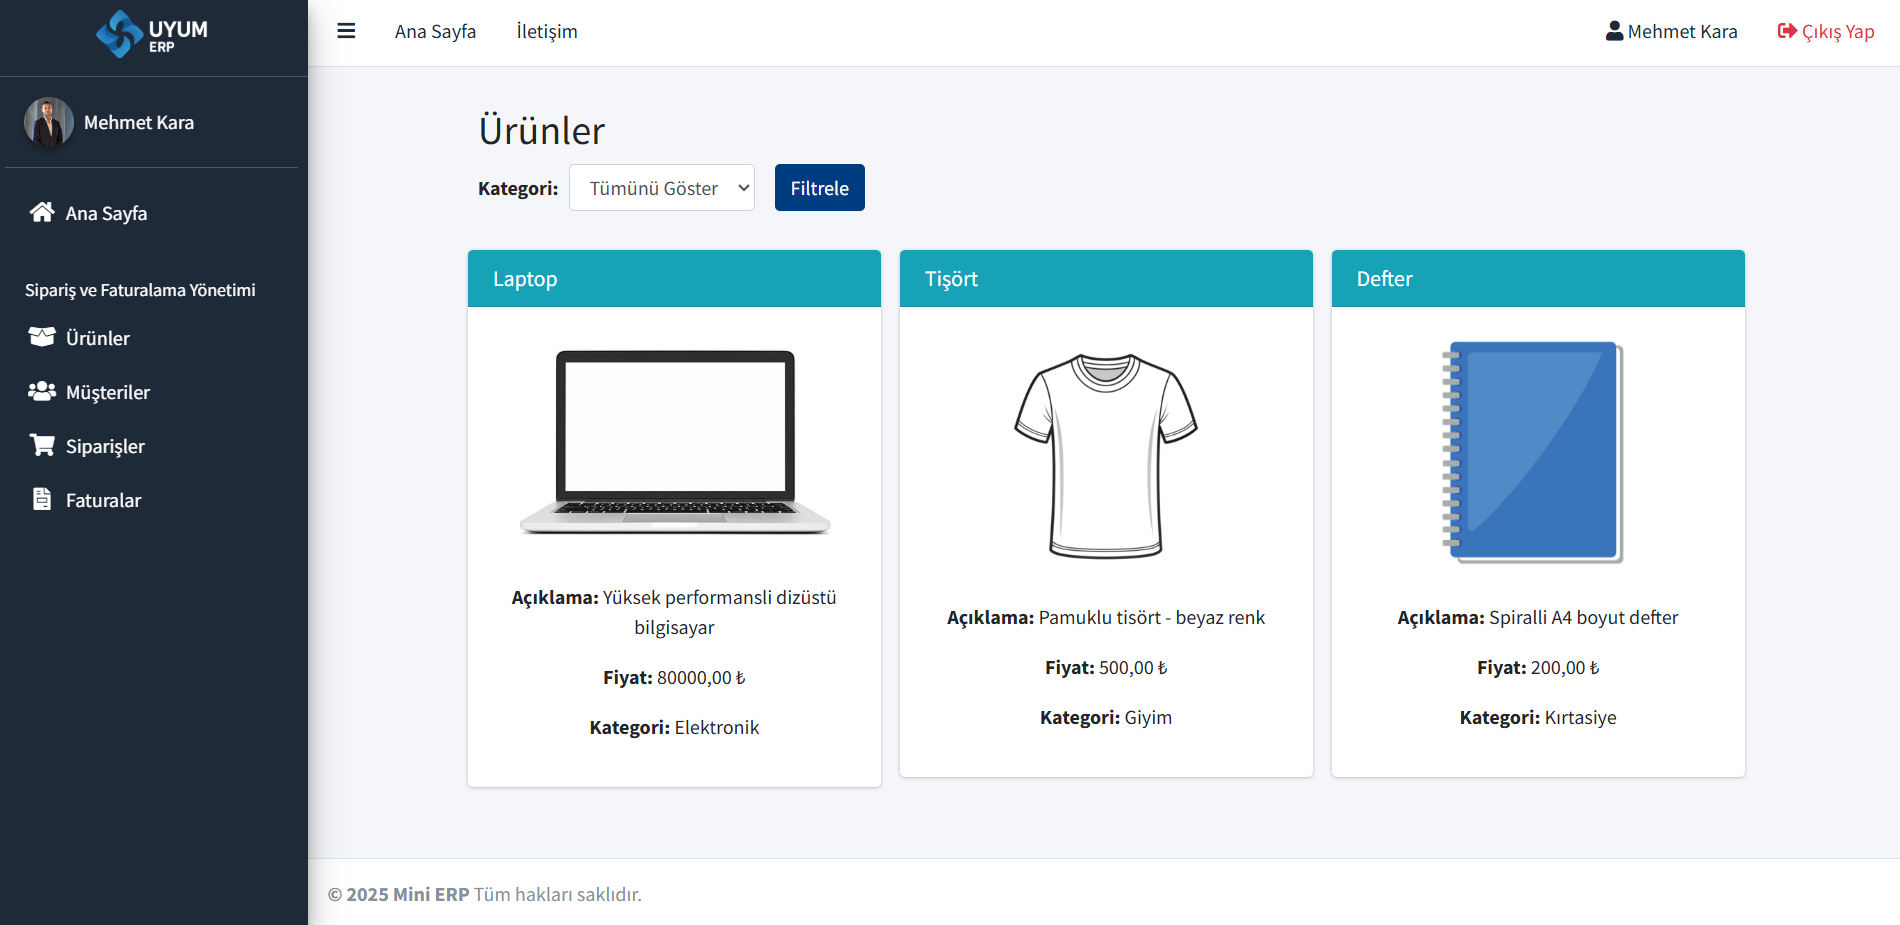 UYUM
ERP
Mehmet Kara
Ana Sayfa
Sipariş ve Faturalama Yönetimi
Ürünler
Müşteriler
Siparişler
Faturalar
Ana Sayfa
İletişim
Mehmet Kara
Çıkış Yap
Ürünler
Kategori:
Tümünü Göster
Filtrele
Laptop
Açıklama: Yüksek performansli dizüstü
bilgisayar
Fiyat: 80000,00 ₺
Kategori: Elektronik
Tişört
Açıklama: Pamuklu tisört - beyaz renk
Fiyat: 500,00 ₺
Kategori: Giyim
Defter
Açıklama: Spiralli A4 boyut defter
Fiyat: 200,00 ₺
Kategori: Kırtasiye
© 2025 Mini ERP Tüm hakları saklıdır.